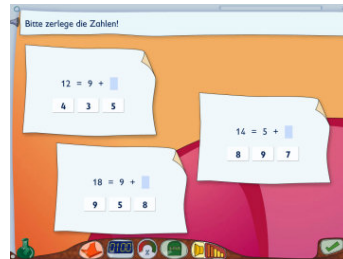 Bitte zerlege die Zahlen!
12 = 9 +
4 3 5
14 = 5 +
8 9 7
18 = 9 +
9 5 8
0100